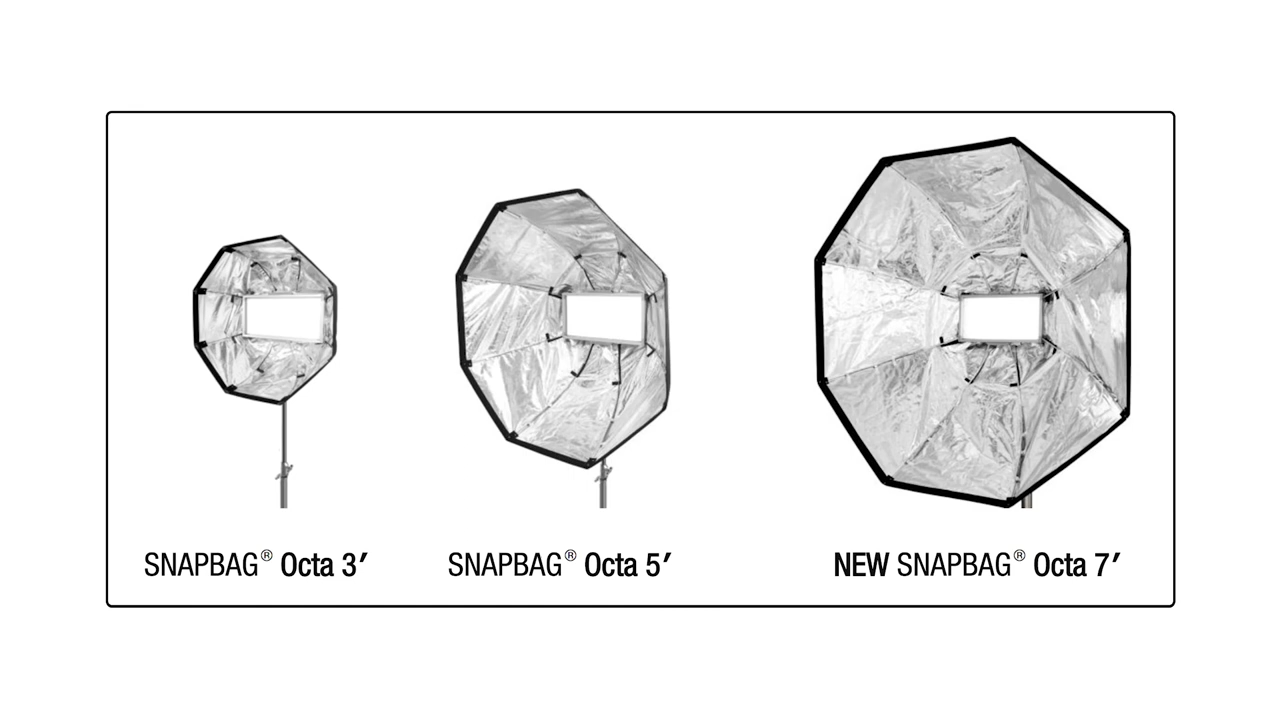 SNAPBAG® Octa 3′
SNAPBAG® Octa 5′
NEW SNAPBAG® Octa 7′